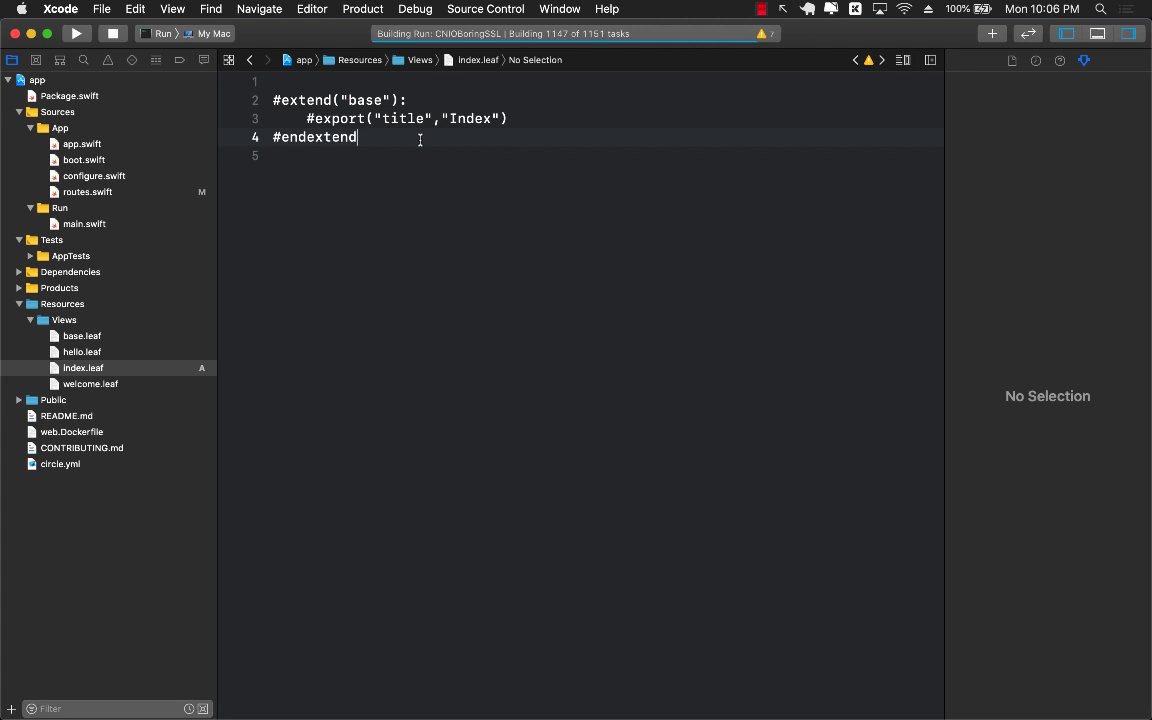 Xcode File Edit View Find Navigate Editor Product Debug Source Control Window Help 100% Mon 10:06 PM
Run My Mac Building Run: CNIOBoringSSL | Building 1147 of 1151 tasks 7
app Resources Views index.leaf No Selection
app
Package.swift
Sources
App
app.swift
boot.swift
configure.swift
routes.swift M
Run
main.swift
Tests
AppTests
Dependencies
Products
Resources
Views
base.leaf
hello.leaf
index.leaf A
welcome.leaf
Public
README.md
web.Dockerfile
CONTRIBUTING.md
circle.yml
Filter
1
2 #extend("base"):
3 #export("title","Index")
4 #endextend
5
No Selection